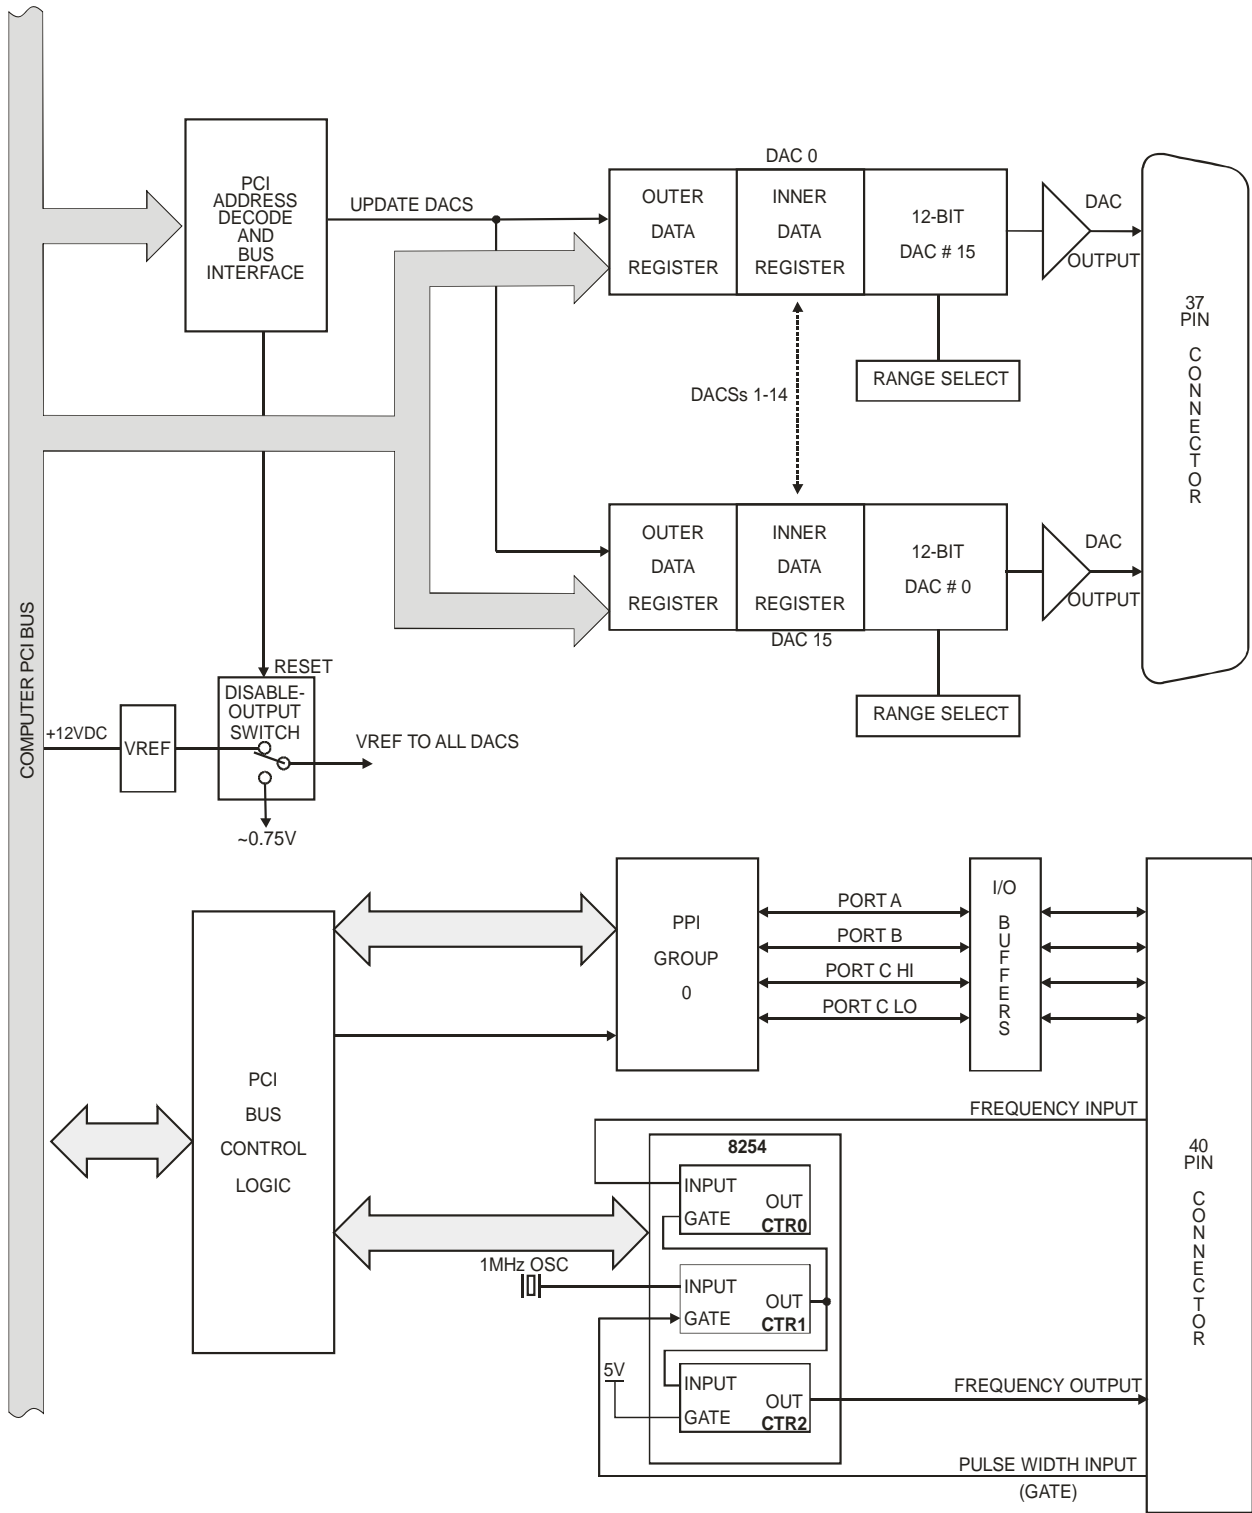 COMPUTER PCI BUS
PCI
ADDRESS
DECODE
AND
BUS
INTERFACE
UPDATE DACS
DAC 0
OUTER
DATA
REGISTER
INNER
DATA
REGISTER
12-BIT
DAC # 15
DAC
OUTPUT
RANGE SELECT
37
PIN
CONNECTOR
DACSs 1-14
OUTER
DATA
REGISTER
INNER
DATA
REGISTER
12-BIT
DAC # 0
DAC
OUTPUT
DAC 15
RANGE SELECT
RESET
DISABLE-
OUTPUT
SWITCH
+12VDC
VREF
VREF TO ALL DACS
~0.75V
PCI
BUS
CONTROL
LOGIC
PPI
GROUP
0
PORT A
PORT B
PORT C HI
PORT C LO
I/O
BUFFERS
40
PIN
CONNECTOR
FREQUENCY INPUT
8254
INPUT
OUT
GATE
CTR0
1MHz OSC
INPUT
OUT
GATE
CTR1
5V
INPUT
OUT
GATE
CTR2
FREQUENCY OUTPUT
PULSE WIDTH INPUT
(GATE)